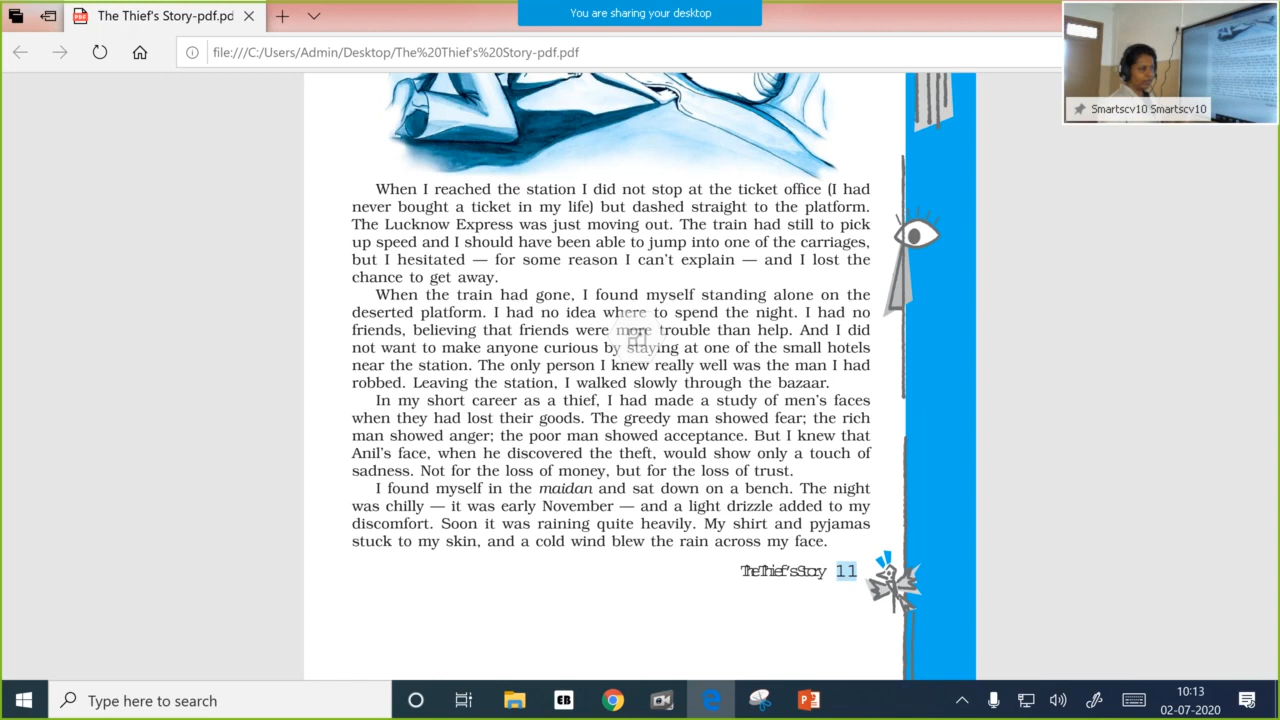 The Thief's Story-pdf.pd
You are sharing your desktop
file:///C:/Users/Admin/Desktop/The%20Thief's%20Story-pdf.pdf
Smartscv10 Smartscv10
When I reached the station I did not stop at the ticket office (I had
never bought a ticket in my life) but dashed straight to the platform.
The Lucknow Express was just moving out. The train had still to pick
up speed and I should have been able to jump into one of the carriages,
but I hesitated — for some reason I can't explain — and I lost the
chance to get away.
When the train had gone, I found myself standing alone on the
deserted platform. I had no idea where to spend the night. I had no
friends, believing that friends were more trouble than help. And I did
not want to make anyone curious by staying at one of the small hotels
near the station. The only person I knew really well was the man I had
robbed. Leaving the station, I walked slowly through the bazaar.
In my short career as a thief, I had made a study of men's faces
when they had lost their goods. The greedy man showed fear; the rich
man showed anger; the poor man showed acceptance. But I knew that
Anil's face, when he discovered the theft, would show only a touch of
sadness. Not for the loss of money, but for the loss of trust.
I found myself in the maidan and sat down on a bench. The night
was chilly — it was early November — and a light drizzle added to my
discomfort. Soon it was raining quite heavily. My shirt and pyjamas
stuck to my skin, and a cold wind blew the rain across my face.
The Thief's Story 11
Type here to search
EB
10:13
02-07-2020